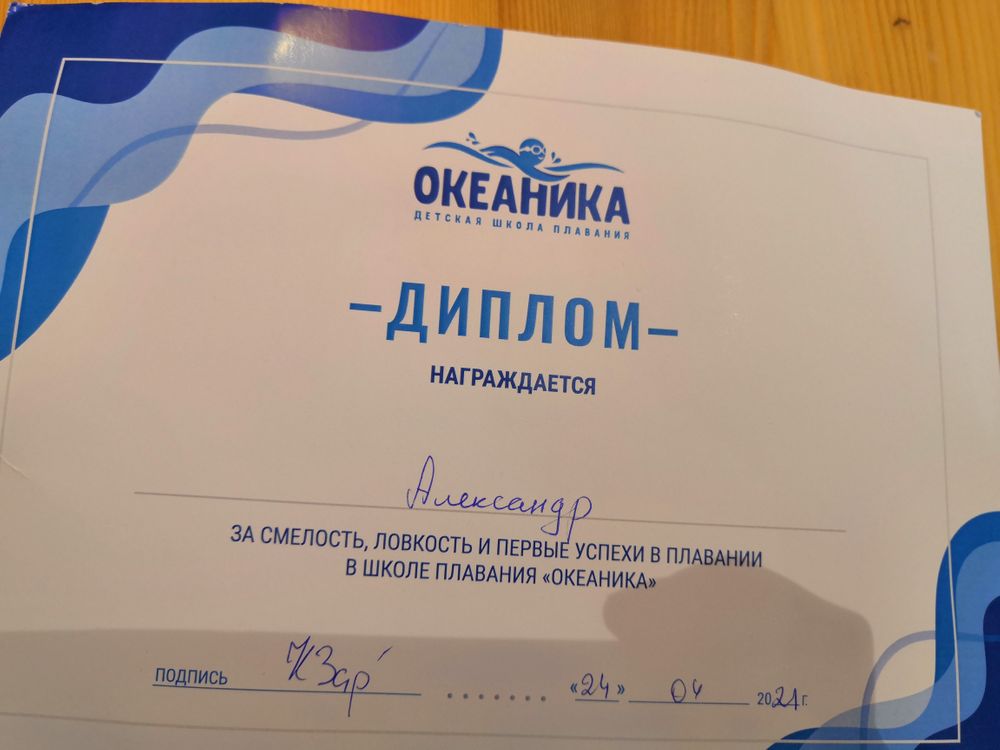 ОКЕАНИКА
ДЕТСКАЯ ШКОЛА ПЛАВАНИЯ
–ДИПЛОМ–
НАГРАЖДАЕТСЯ
Александр
ЗА СМЕЛОСТЬ, ЛОВКОСТЬ И ПЕРВЫЕ УСПЕХИ В ПЛАВАНИИ
В ШКОЛЕ ПЛАВАНИЯ «ОКЕАНИКА»
ПОДПИСЬ «24» 04 2021г.